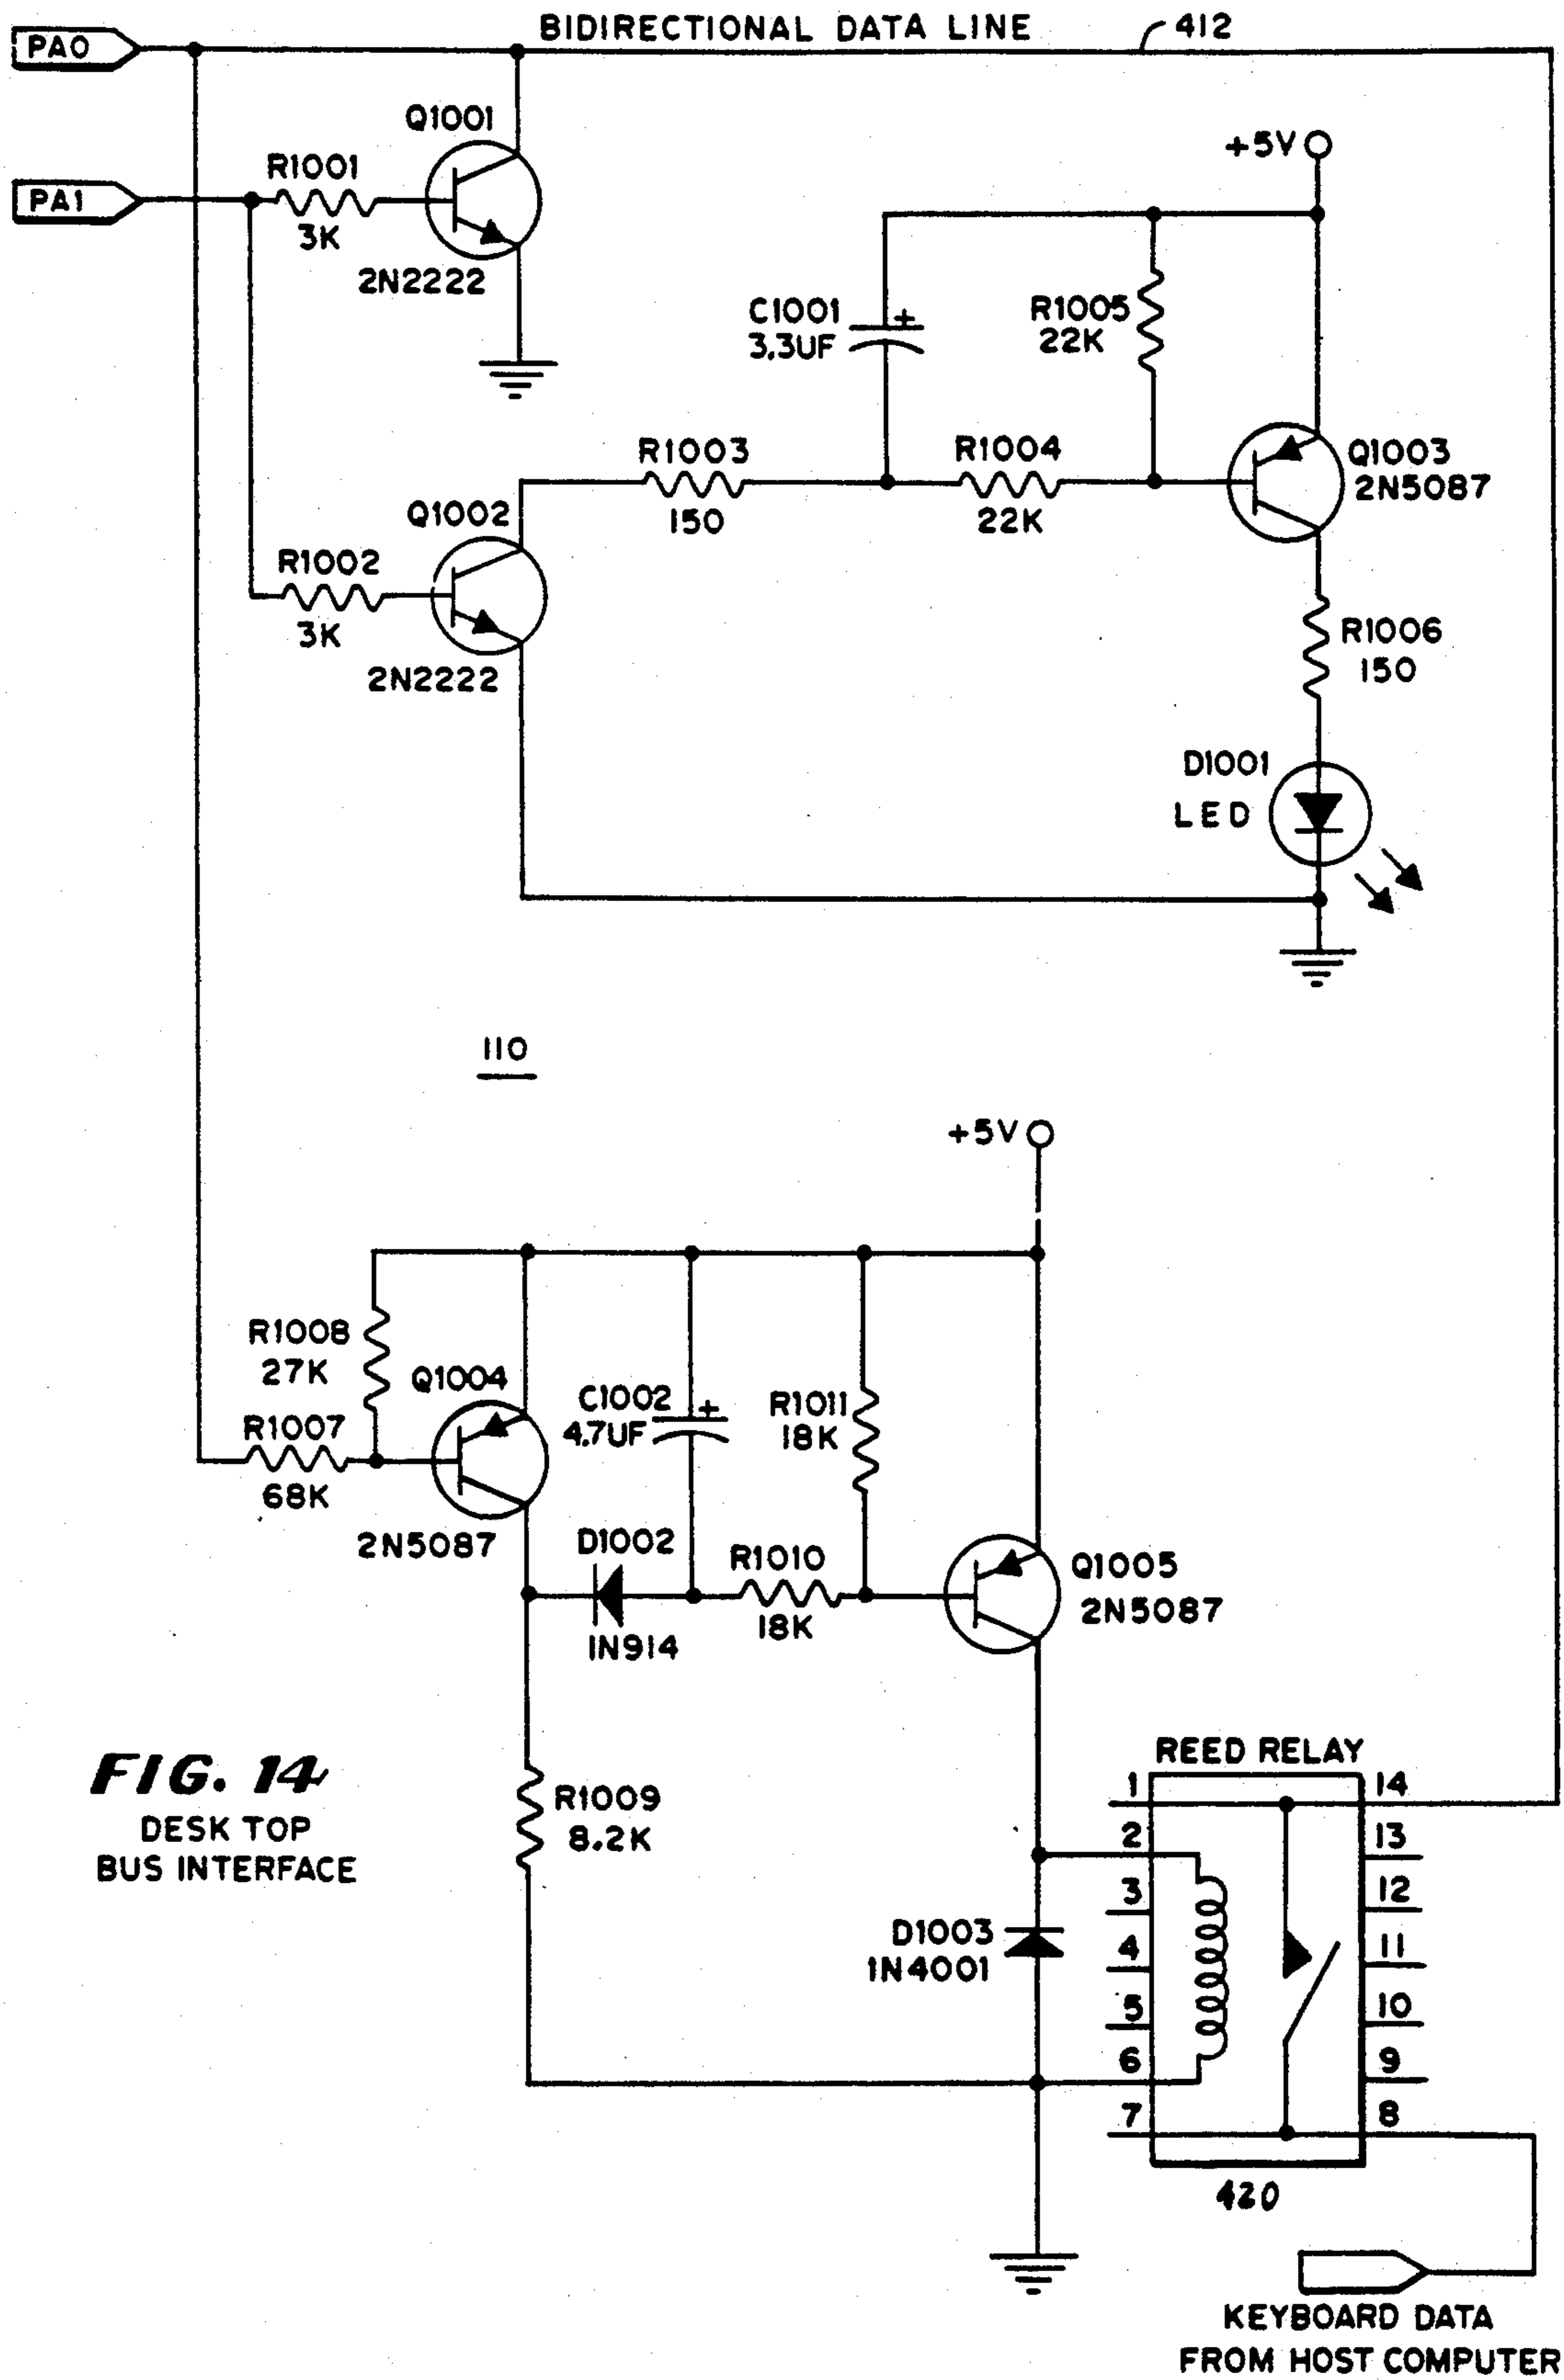 PA0
BIDIRECTIONAL DATA LINE
412
Q1001
+5V
R1001
PA1
3K
2N2222
C1001
+
3.3UF
R1005
22K
R1003
R1004
Q1003
2N5087
150
22K
Q1002
R1002
3K
2N2222
R1006
150
D1001
LED
110
+5V
R1008
27K
Q1004
C1002
+
4.7UF
R1011
18K
R1007
68K
2N5087
D1002
R1010
Q1005
2N5087
18K
1N914
FIG. 14
DESK TOP
BUS INTERFACE
R1009
8.2K
REED RELAY
1
14
2
13
3
12
D1003
1N4001
4
11
5
10
6
9
7
8
420
KEYBOARD DATA
FROM HOST COMPUTER